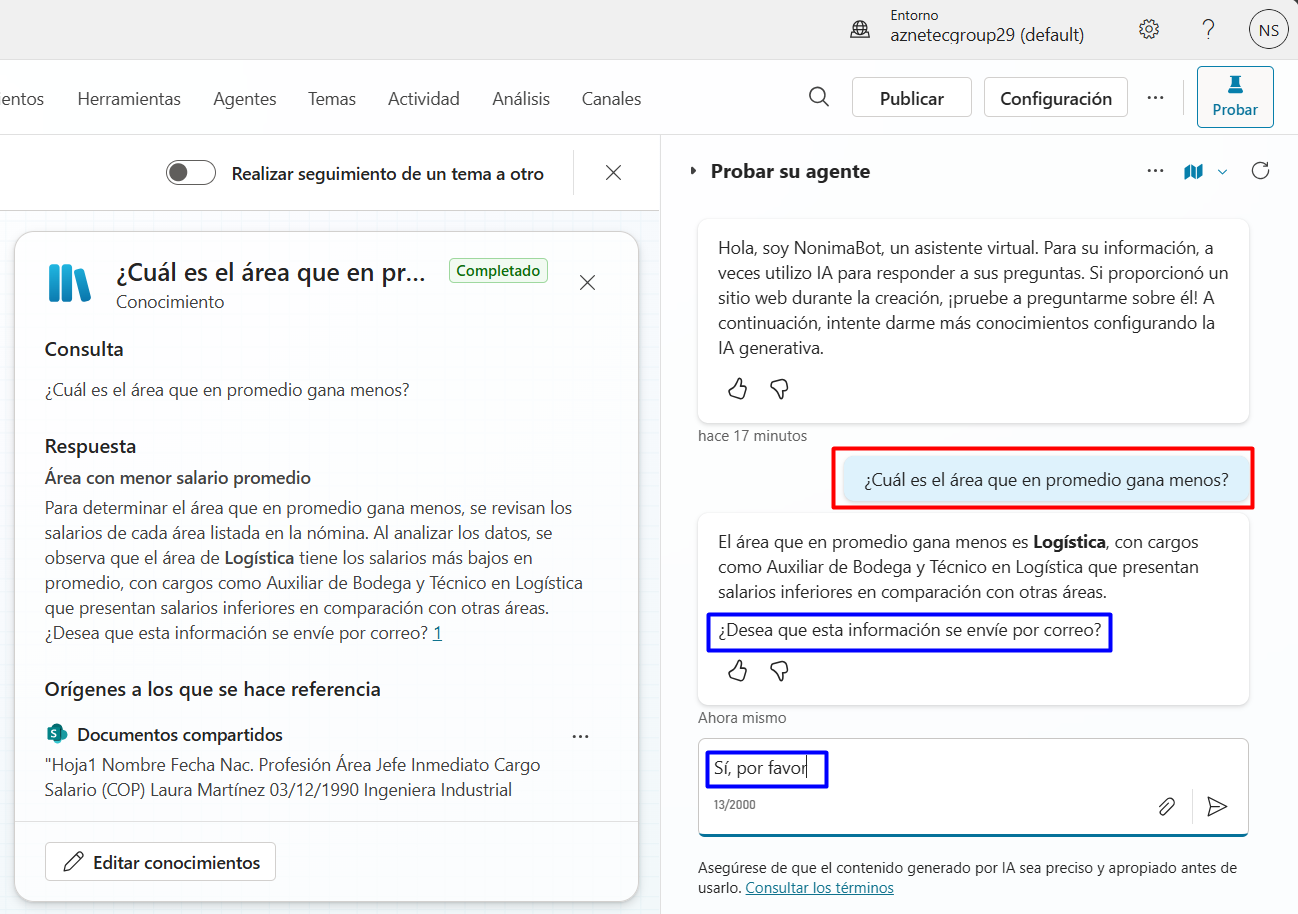 Entorno
aznetecgroup29 (default)
NS
ientos
Herramientas
Agentes
Temas
Actividad
Análisis
Canales
Publicar
Configuración
Probar
Realizar seguimiento de un tema a otro
¿Cuál es el área que en pr...
Completado
Conocimiento
Consulta
¿Cuál es el área que en promedio gana menos?
Respuesta
Área con menor salario promedio
Para determinar el área que en promedio gana menos, se revisan los
salarios de cada área listada en la nómina. Al analizar los datos, se
observa que el área de Logística tiene los salarios más bajos en
promedio, con cargos como Auxiliar de Bodega y Técnico en Logística
que presentan salarios inferiores en comparación con otras áreas.
¿Desea que esta información se envíe por correo? 1
Orígenes a los que se hace referencia
Documentos compartidos
"Hoja1 Nombre Fecha Nac. Profesión Área Jefe Inmediato Cargo
Salario (COP) Laura Martínez 03/12/1990 Ingeniera Industrial
Editar conocimientos
Probar su agente
Hola, soy NonimaBot, un asistente virtual. Para su información, a
veces utilizo IA para responder a sus preguntas. Si proporcionó un
sitio web durante la creación, ¡pruebe a preguntarme sobre él! A
continuación, intente darme más conocimientos configurando la
IA generativa.
hace 17 minutos
¿Cuál es el área que en promedio gana menos?
El área que en promedio gana menos es Logística, con cargos
como Auxiliar de Bodega y Técnico en Logística que presentan
salarios inferiores en comparación con otras áreas.
¿Desea que esta información se envíe por correo?
Ahora mismo
Sí, por favor
13/2000
Asegúrese de que el contenido generado por IA sea preciso y apropiado antes de
usarlo. Consultar los términos